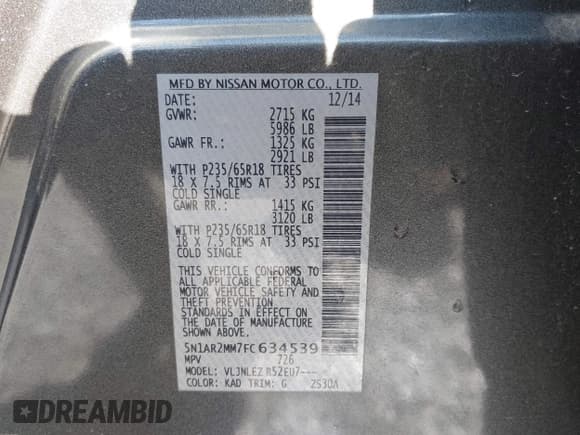 MFD BY NISSAN MOTOR CO., LTD.
DATE: 12/14
GVWR: 2715 KG
5986 LB
GAWR FR.: 1325 KG
2921 LB
WITH P235/65R18 TIRES
18 X 7.5 RIMS AT 33 PSI
COLD SINGLE
GAWR RR.: 1415 KG
3120 LB
WITH P235/65R18 TIRES
18 X 7.5 RIMS AT 33 PSI
COLD SINGLE
THIS VEHICLE CONFORMS TO
ALL APPLICABLE FEDERAL
MOTOR VEHICLE SAFETY AND
THEFT PREVENTION
STANDARDS IN EFFECT ON
THE DATE OF MANUFACTURE
SHOWN ABOVE.
5N1AR2MM7FC634539
MPV 726
MODEL: VLJNLEZ R52EU7---
COLOR: KAD TRIM: G 2530A
DREAMBID